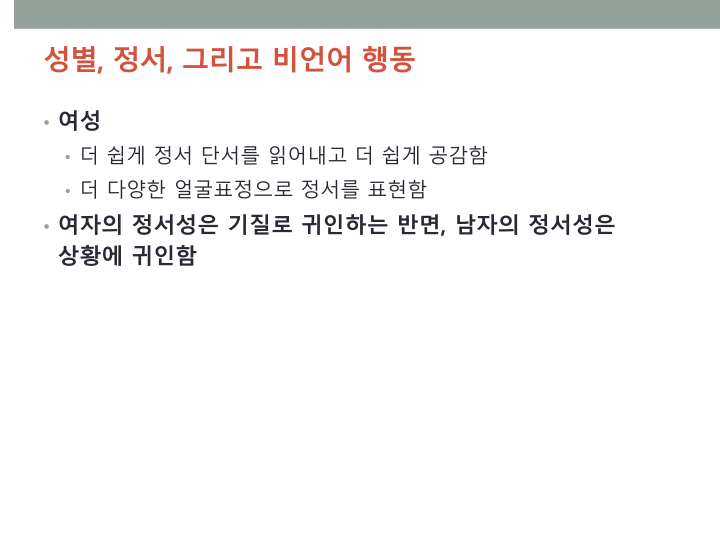 성별, 정서, 그리고 비언어 행동
• 여성
• 더 쉽게 정서 단서를 읽어내고 더 쉽게 공감함
• 더 다양한 얼굴표정으로 정서를 표현함
• 여자의 정서성은 기질로 귀인하는 반면, 남자의 정서성은
상황에 귀인함